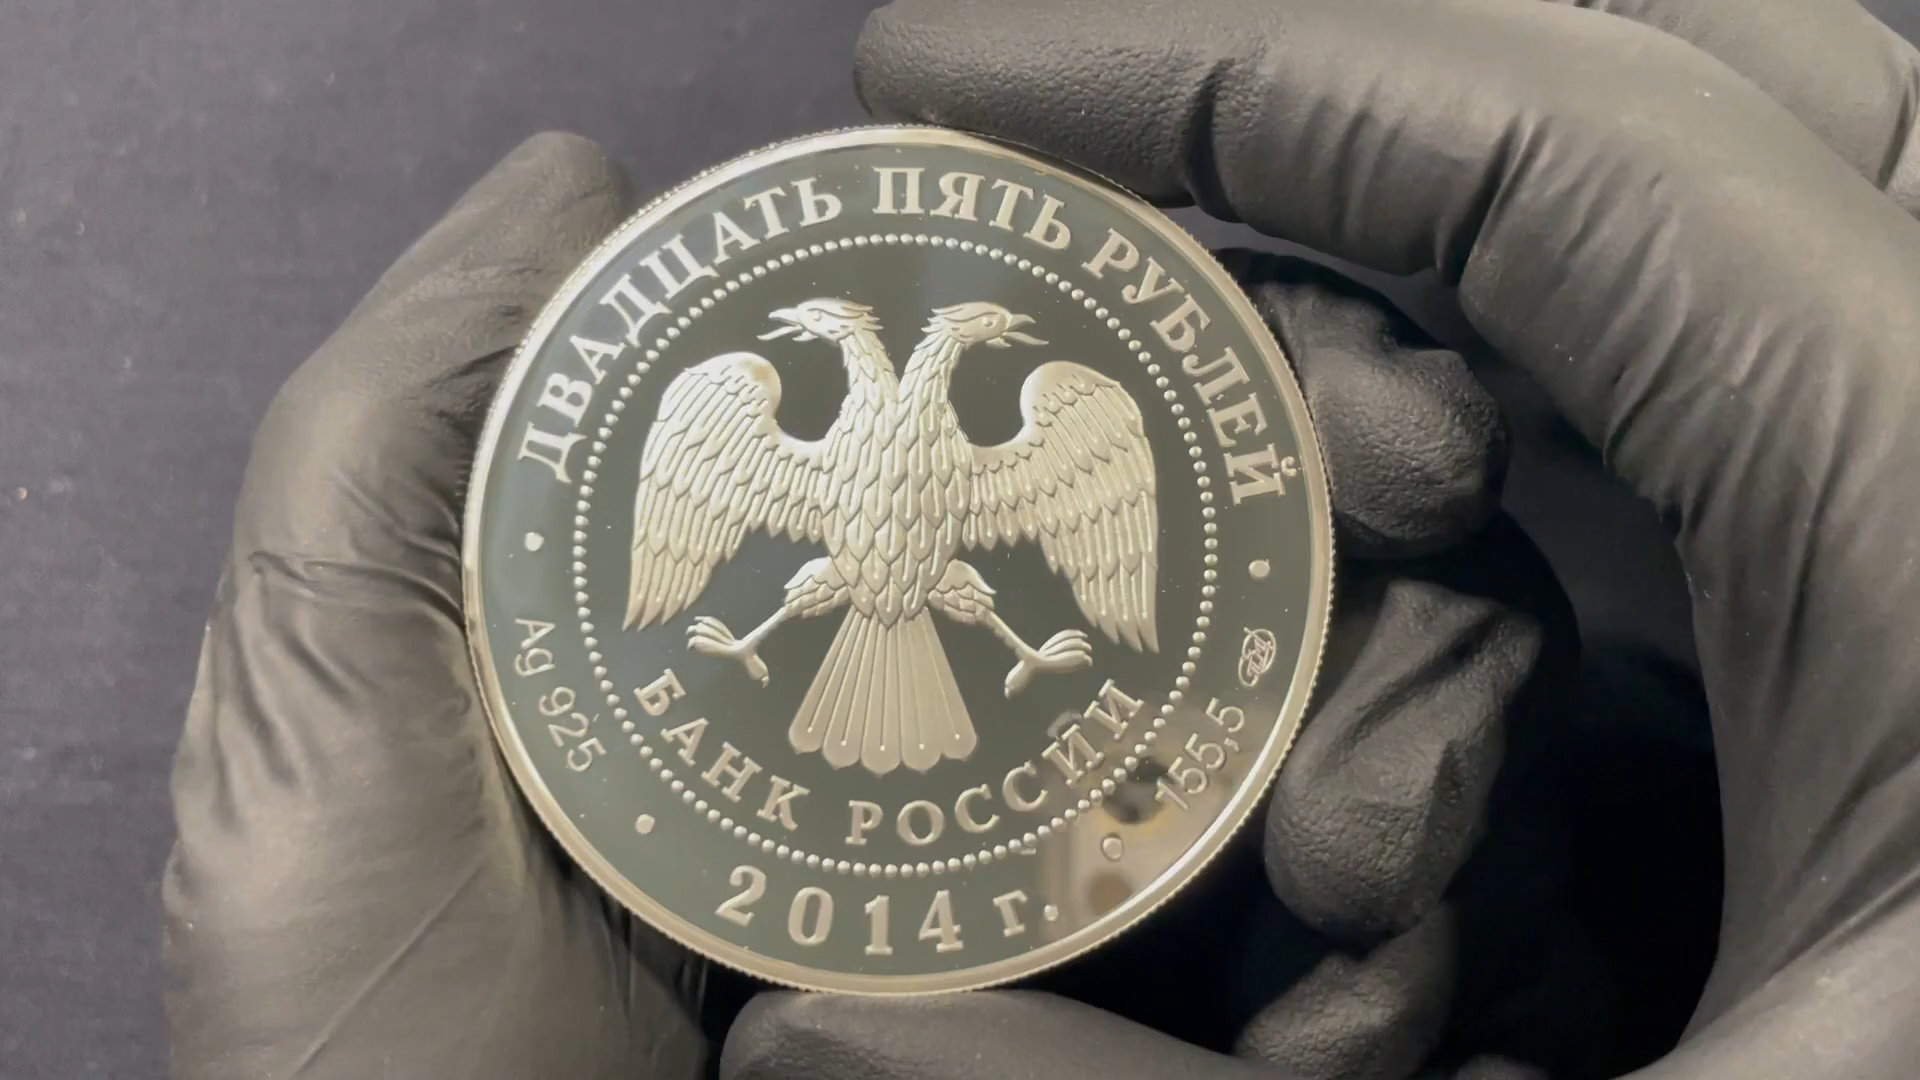 ДВАДЦАТЬ ПЯТЬ РУБЛЕЙ
БАНК РОССИИ
Ag 925
155,5
2014 г.